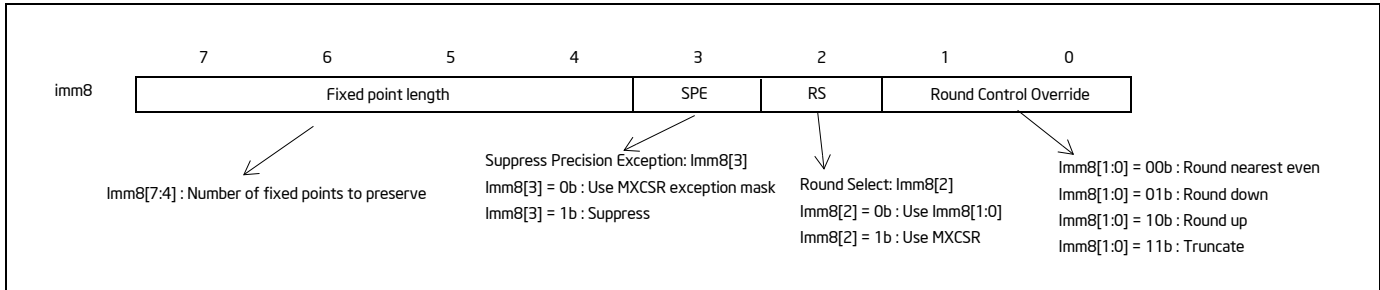 7 6 5 4 3 2 1 0
imm8 Fixed point length SPE RS Round Control Override
Imm8[7:4] : Number of fixed points to preserve
Suppress Precision Exception: Imm8[3]
Imm8[3] = 0b : Use MXCSR exception mask
Imm8[3] = 1b : Suppress
Round Select: Imm8[2]
Imm8[2] = 0b : Use Imm8[1:0]
Imm8[2] = 1b : Use MXCSR
Imm8[1:0] = 00b : Round nearest even
Imm8[1:0] = 01b : Round down
Imm8[1:0] = 10b : Round up
Imm8[1:0] = 11b : Truncate